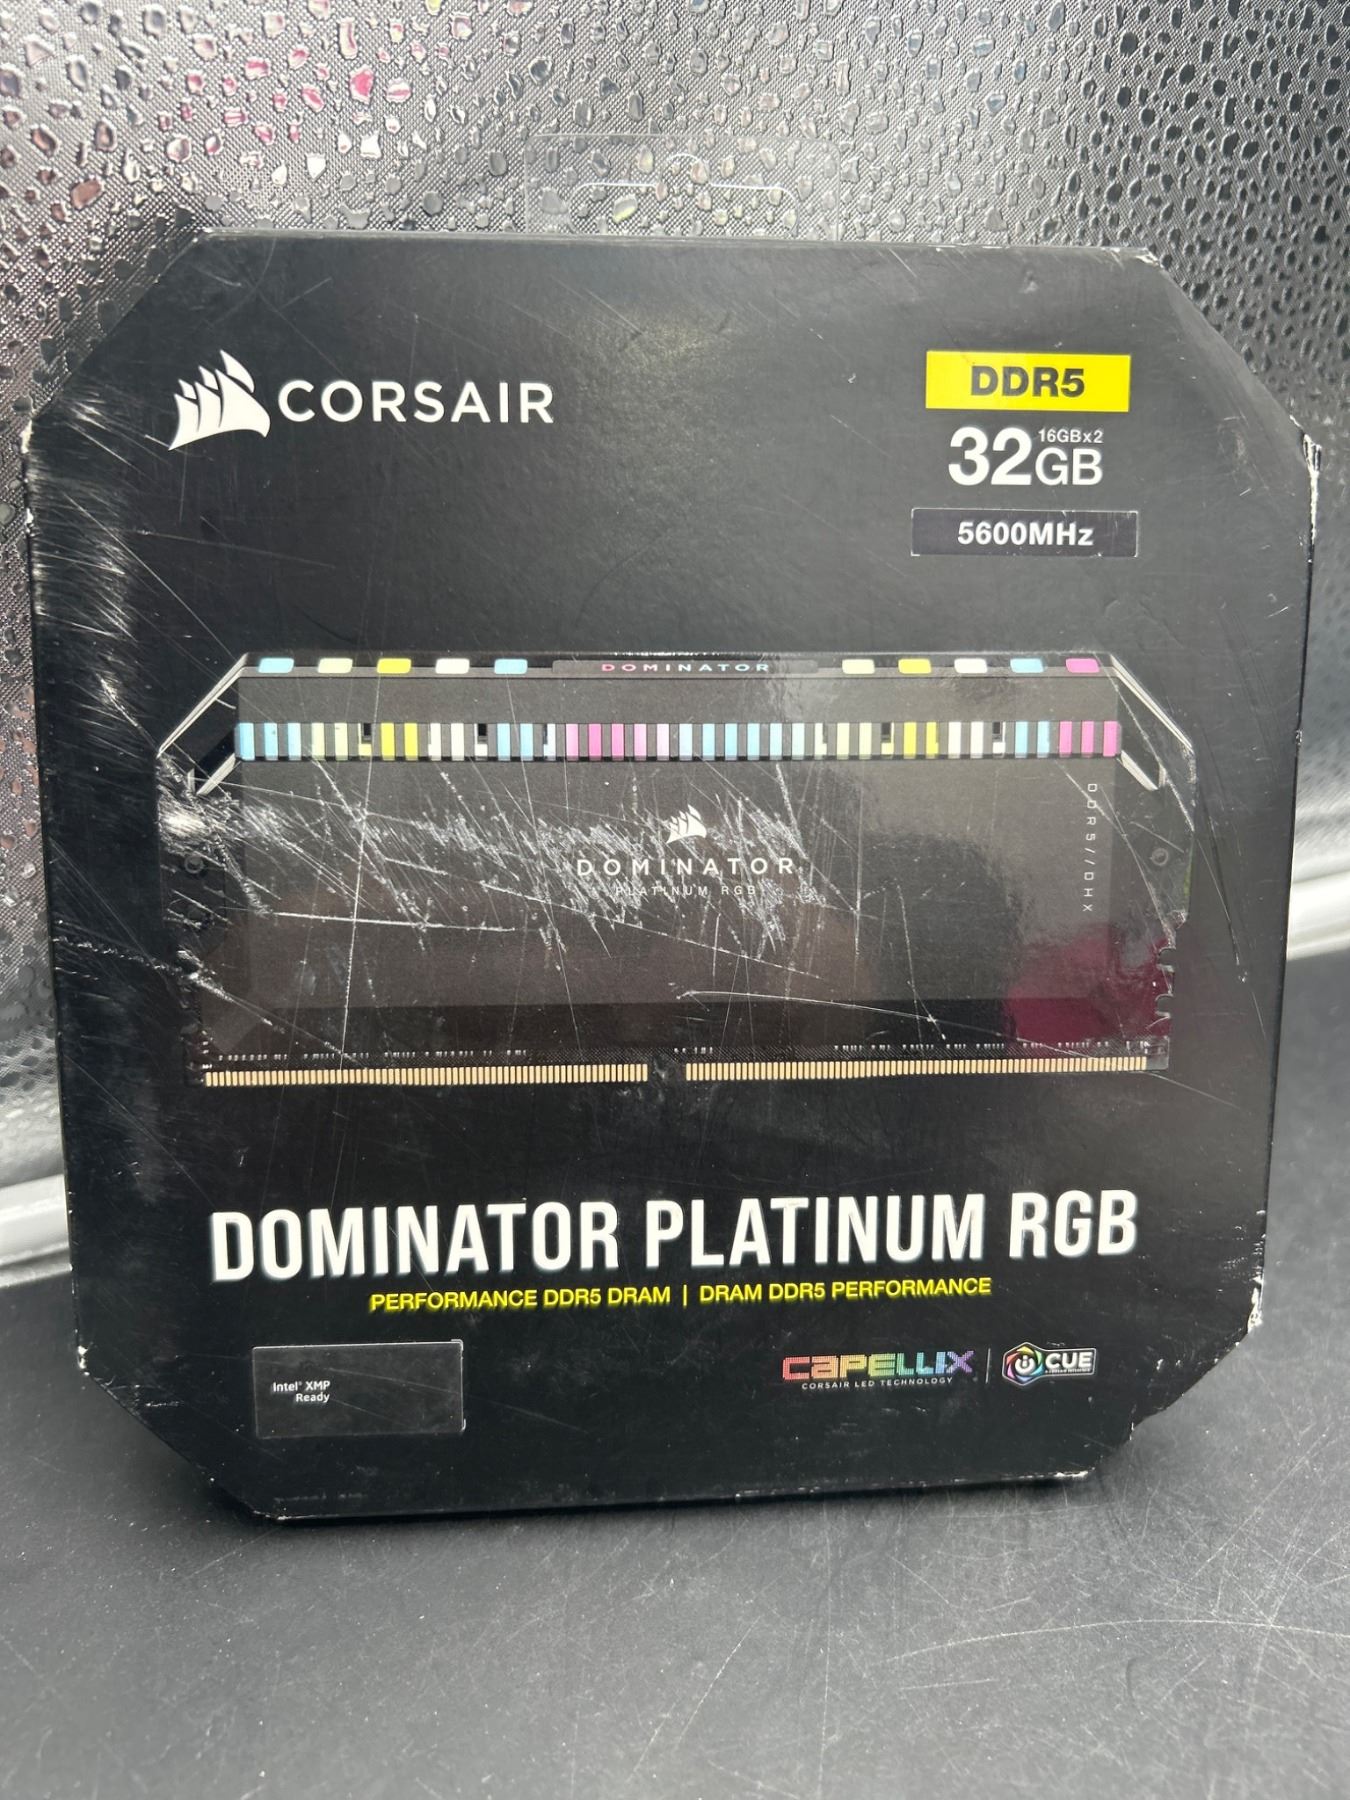 CORSAIR
DDR5
16GBx2
32GB
5600MHz
DOMINATOR
DOMINATOR
PLATINUM RGB
DDR5//DHX
DOMINATOR PLATINUM RGB
PERFORMANCE DDR5 DRAM | DRAM DDR5 PERFORMANCE
Intel® XMP
Ready
CAPELLIX
CORSAIR LED TECHNOLOGY
iCUE